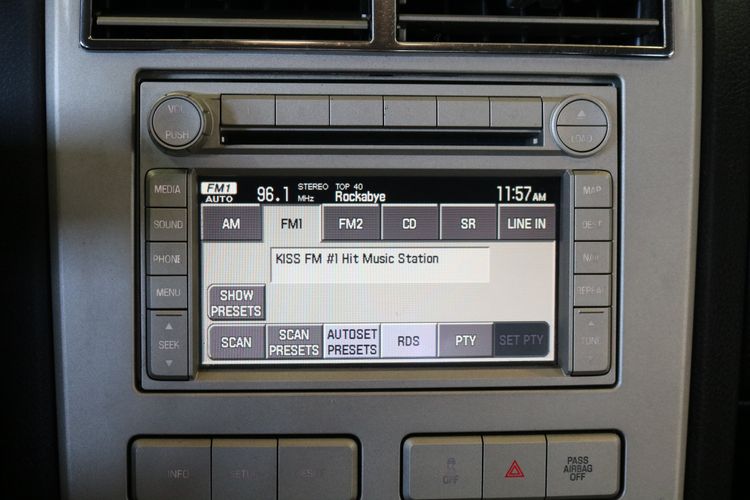 VOL
PUSH
LOAD
MEDIA
SOUND
PHONE
MENU
SEEK
FM1
AUTO
96.1
MHz
STEREO
TOP 40
Rockabye
11:57AM
AM FM1 FM2 CD SR LINE IN
KISS FM #1 Hit Music Station
SHOW
PRESETS
SCAN
SCAN
PRESETS
AUTOSET
PRESETS
RDS
PTY
SET PTY
MAP
DEST
NAV
REPEAT
TUNE
INFO
SETUP
RESET
OFF
PASS
AIRBAG
OFF